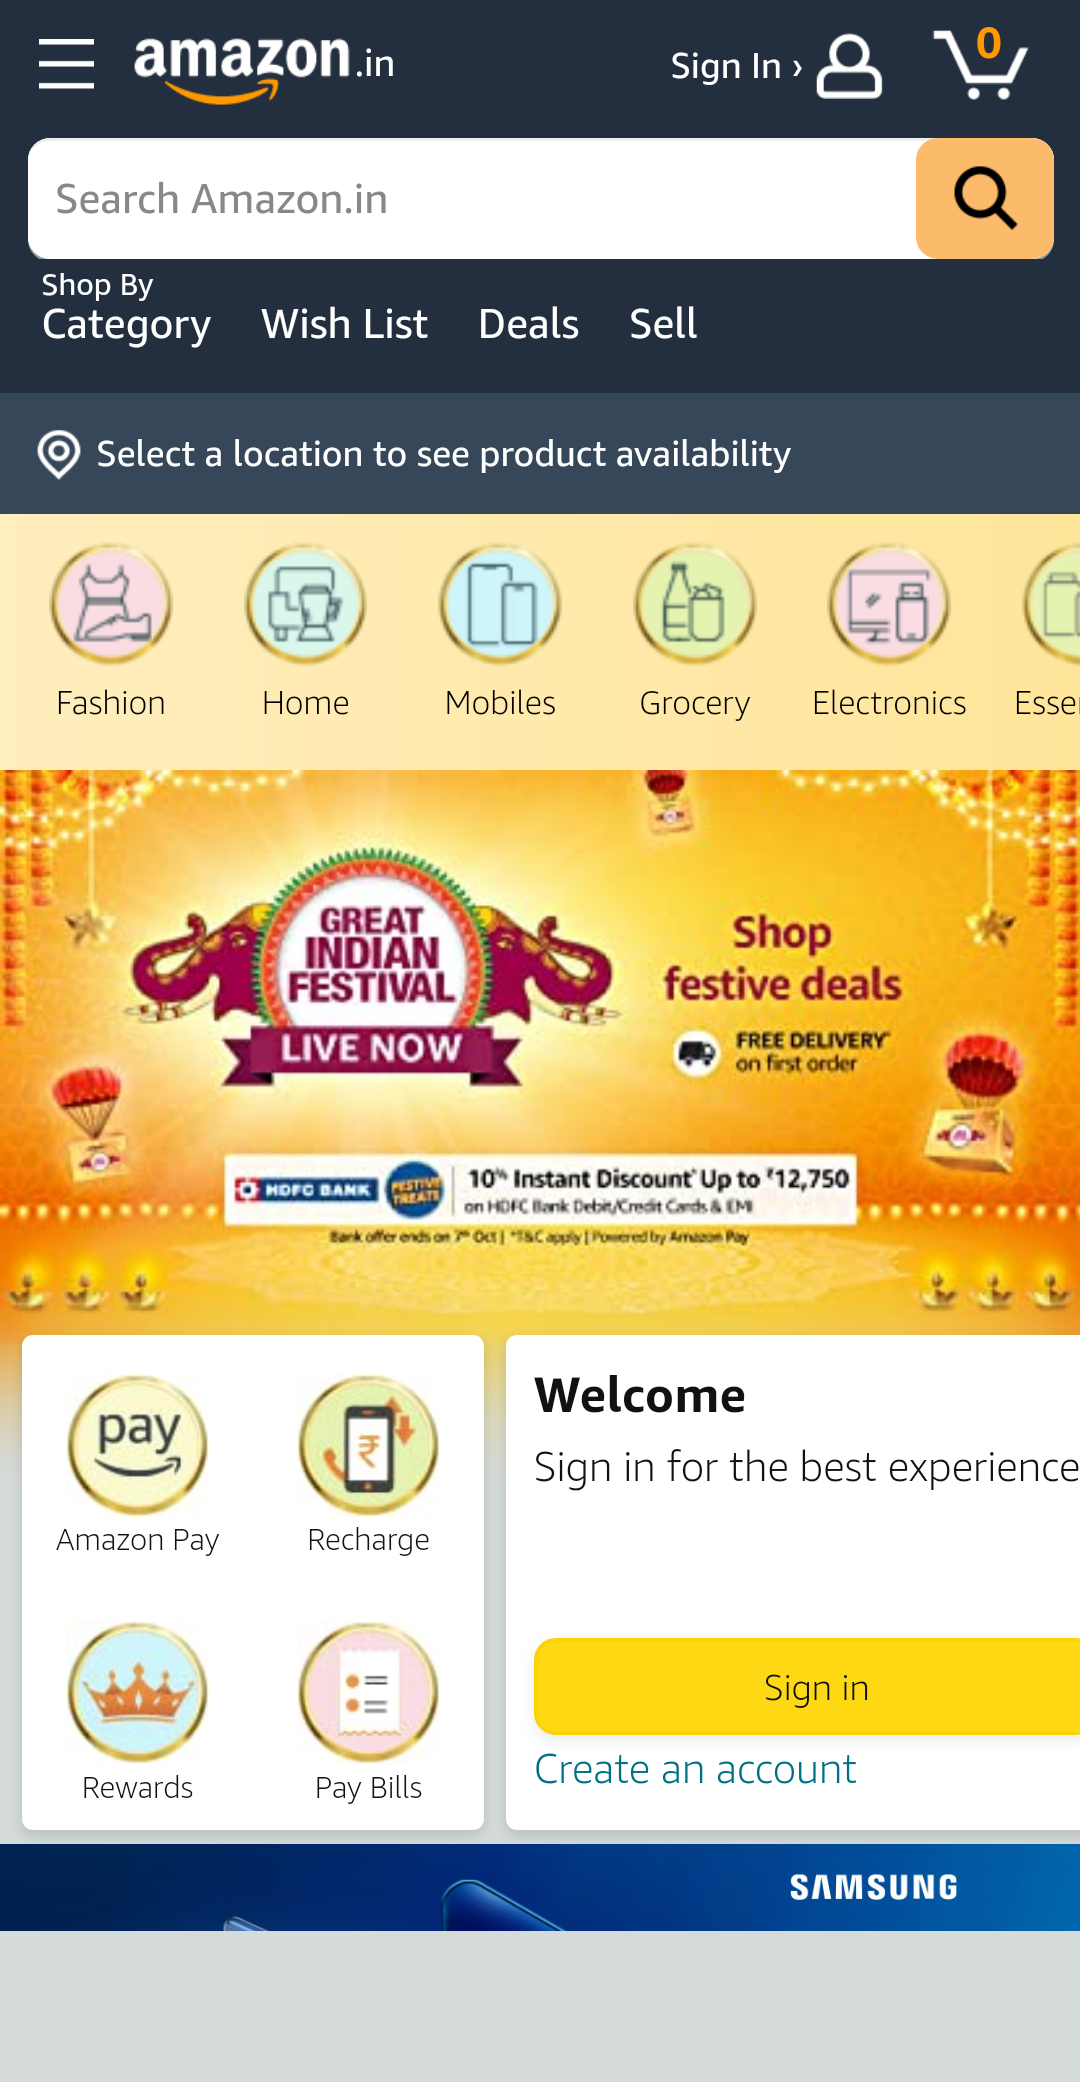 amazon.in
Sign In ›
0
Search Amazon.in
Shop By
Category
Wish List
Deals
Sell
Select a location to see product availability
Fashion
Home
Mobiles
Grocery
Electronics
Esse
GREAT
INDIAN
FESTIVAL
LIVE NOW
Shop
festive deals
FREE DELIVERY*
on first order
HDFC BANK
FESTIVE
TREATS
10% Instant Discount* Up to ₹12,750
on HDFC Bank Debit/Credit Cards & EMI
Bank offer ends on 7th Oct | *T&C apply | Powered by Amazon Pay
pay
Amazon Pay
₹
Recharge
Rewards
Pay Bills
Welcome
Sign in for the best experience
Sign in
Create an account
SAMSUNG